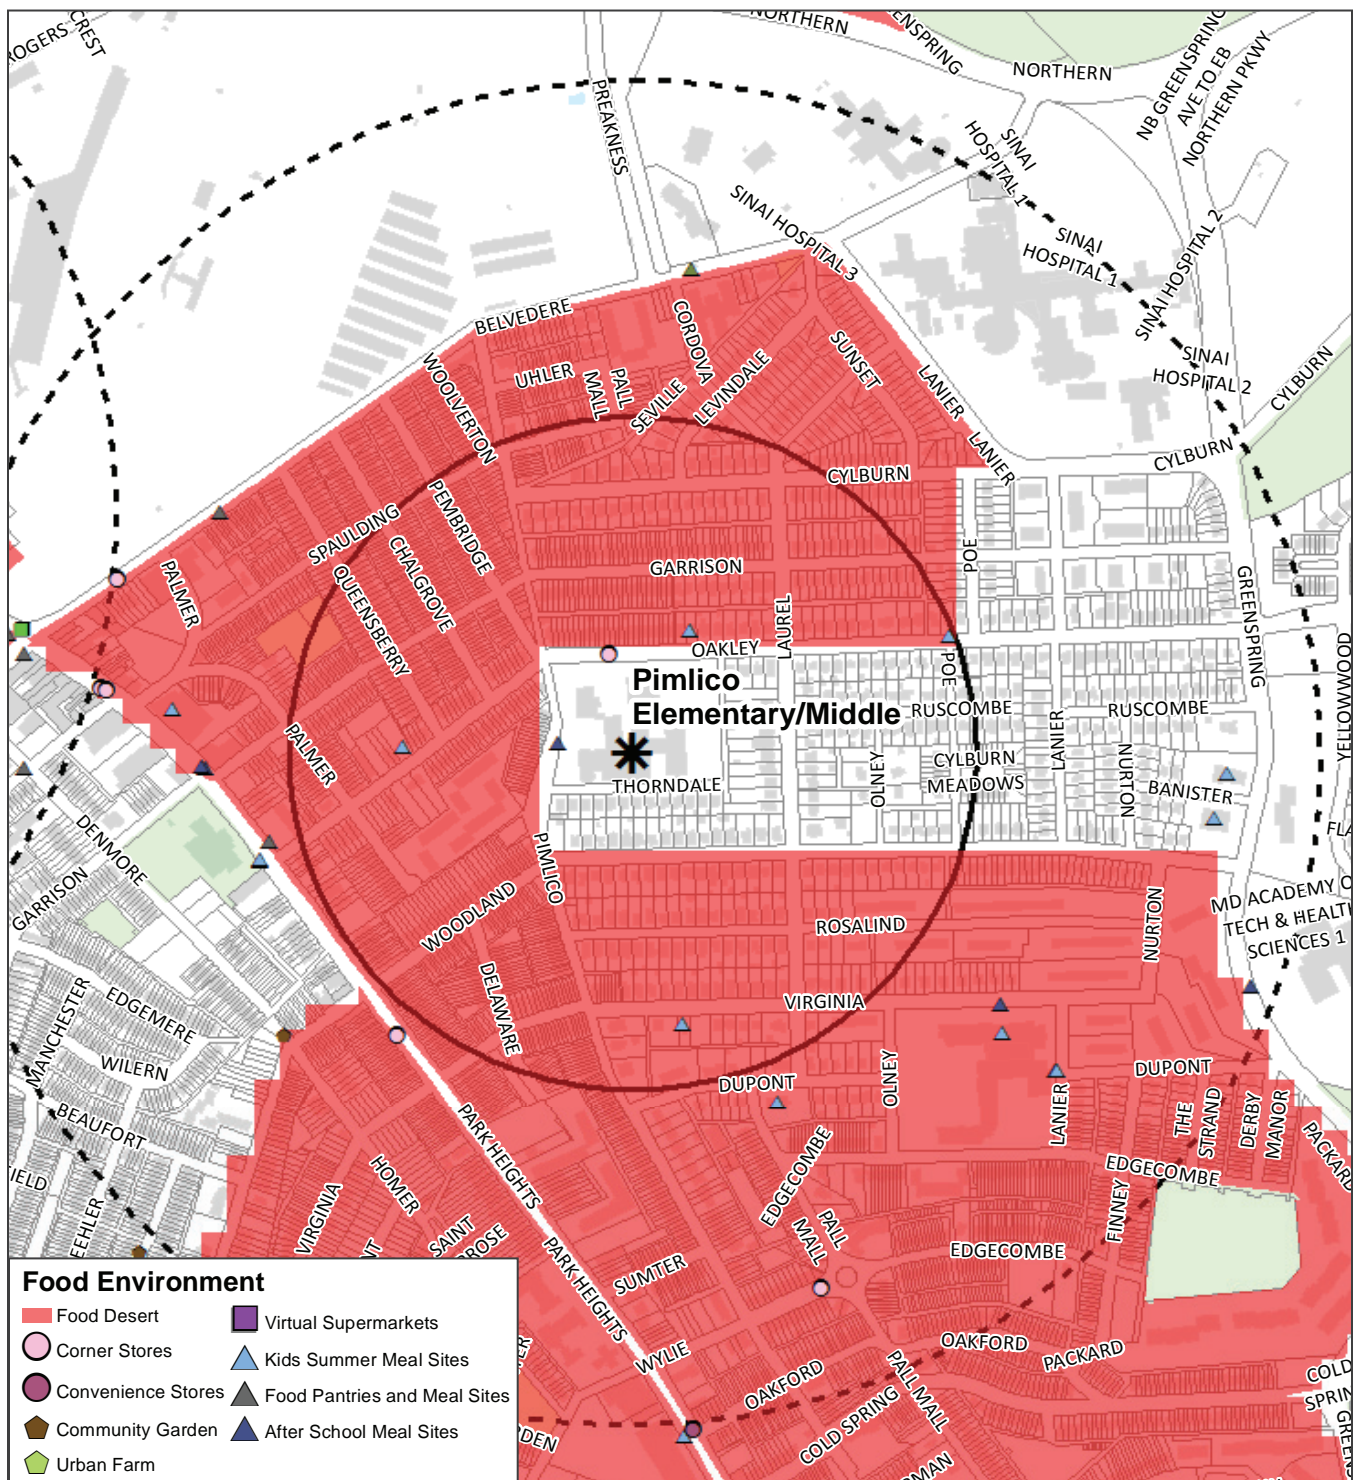 ROGERS
CREST
NORTHERN
NORTHERN
PREAKNESS
NB GREENSPRING
AVE TO EB
NORTHERN PKWY
SINAI
HOSPITAL 1
SINAI HOSPITAL 3
SINAI
HOSPITAL 1
SINAI HOSPITAL 2
SINAI
HOSPITAL 2
CYLBURN
BELVEDERE
CORDOVA
SUNSET
LANIER
WOOLVERTON
UHLER
PALL
MALL
SEVILLE
LEVINDALE
LANIER
CYLBURN
CYLBURN
SPAULDING
PEMBRIDGE
CHALGROVE
QUEENSBERRY
PALMER
GARRISON
POE
GREENSPRING
LAUREL
OAKLEY
POE
YELLOWWOOD
Pimlico
Elementary/Middle
RUSCOMBE
RUSCOMBE
LANIER
PALMER
THORNDALE
OLNEY
CYLBURN
MEADOWS
NURTON
BANISTER
DENMORE
GARRISON
PIMLICO
WOODLAND
ROSALIND
NURTON
MD ACADEMY O
TECH & HEALTH
SCIENCES 1
MANCHESTER
EDGEMERE
WILERN
BEAUFORT
DELAWARE
VIRGINIA
DUPONT
OLNEY
LANIER
DUPONT
THE
STRAND
DERBY
MANOR
PACKARD
PARK HEIGHTS
HOMER
VIRGINIA
SAINT
EDGECOMBE
EDGECOMBE
FINNEY
PALL
MALL
EDGECOMBE
PARK HEIGHTS
SUMTER
WYLIE
OAKFORD
PALL MALL
OAKFORD
PACKARD
COLD SPRING
COLD
SPRIN
Food Environment
Food Desert
Corner Stores
Convenience Stores
Community Garden
Urban Farm
Virtual Supermarkets
Kids Summer Meal Sites
Food Pantries and Meal Sites
After School Meal Sites